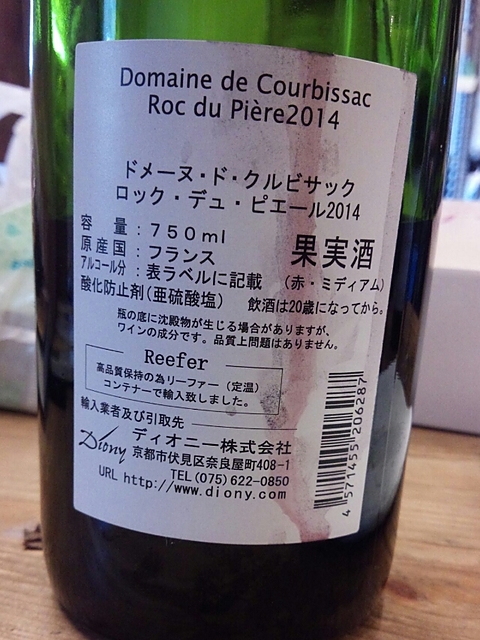 Domaine de Courbissac
Roc du Pière2014
ドメーヌ・ド・クルビサック
ロック・デュ・ピエール2014
容　量：750ml
原産国：フランス
果実酒
アルコール分：表ラベルに記載
(赤・ミディアム)
酸化防止剤(亜硫酸塩)
飲酒は20歳になってから。
瓶の底に沈殿物が生じる場合がありますが、
ワインの成分です。品質上問題はありません。
Reefer
高品質保持の為リーファー（定温）
コンテナーで輸入致しました。
輸入業者及び引取先
Diony ディオニー株式会社
京都市伏見区奈良屋町408-1
TEL(075)622-0850
URL http://www.diony.com
4 571455 206287